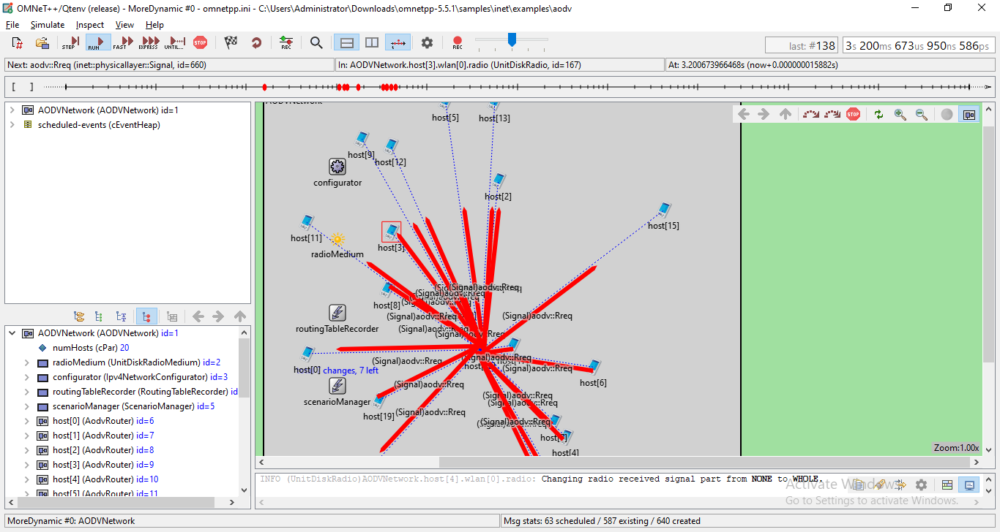 OMNeT++/Qtenv (release) - MoreDynamic #0 - omnetpp.ini - C:\Users\Administrator\Downloads\omnetpp-5.5.1\samples\inet\examples\aodv
File Simulate Inspect View Help
STEP RUN FAST EXPRESS UNTIL... STOP REC REC
last: #138 3s 200ms 673us 950ns 586ps
Next: aodv::Rreq (inet::physicallayer::Signal, id=660) In: AODVNetwork.host[3].wlan[0].radio (UnitDiskRadio, id=167) At: 3.200673966468s (now+0.000000015882s)
[ ]
AODVNetwork (AODVNetwork) id=1
scheduled-events (cEventHeap)
AODVNetwork (AODVNetwork) id=1
numHosts (cPar) 20
radioMedium (UnitDiskRadioMedium) id=2
configurator (Ipv4NetworkConfigurator) id=3
routingTableRecorder (RoutingTableRecorder) id
scenarioManager (ScenarioManager) id=5
host[0] (AodvRouter) id=6
host[1] (AodvRouter) id=7
host[2] (AodvRouter) id=8
host[3] (AodvRouter) id=9
host[4] (AodvRouter) id=10
host[5] (AodvRouter) id=11
AODVNetwork
STOP
host[5]
host[13]
host[9]
host[12]
configurator
host[2]
host[15]
host[11]
host[3]
radioMedium
(Signal)aodv::Rreq
host[8]
(Signal)aodv::Rreq
(Signal)aodv::Rreq
routingTableRecorder
(Signal)aodv::Rreq
(Signal)aodv::Rreq
(Signal)aodv::Rreq
(Signal)aodv::Rreq
(Signal)aodv::Rreq
host[0] changes, 7 left
host[6]
(Signal)aodv::Rreq
scenarioManager
(Signal)aodv::Rreq
(Signal)aodv::Rreq
host[19] (Signal)aodv::Rreq
(Signal)aodv::Rreq
host[7]
host[4]
Zoom:1.00x
INFO (UnitDiskRadio)AODVNetwork.host[4].wlan[0].radio: Changing radio received signal part from NONE to WHOLE.
Activate Windows
Go to Settings to activate Windows.
MoreDynamic #0: AODVNetwork Msg stats: 63 scheduled / 587 existing / 640 created